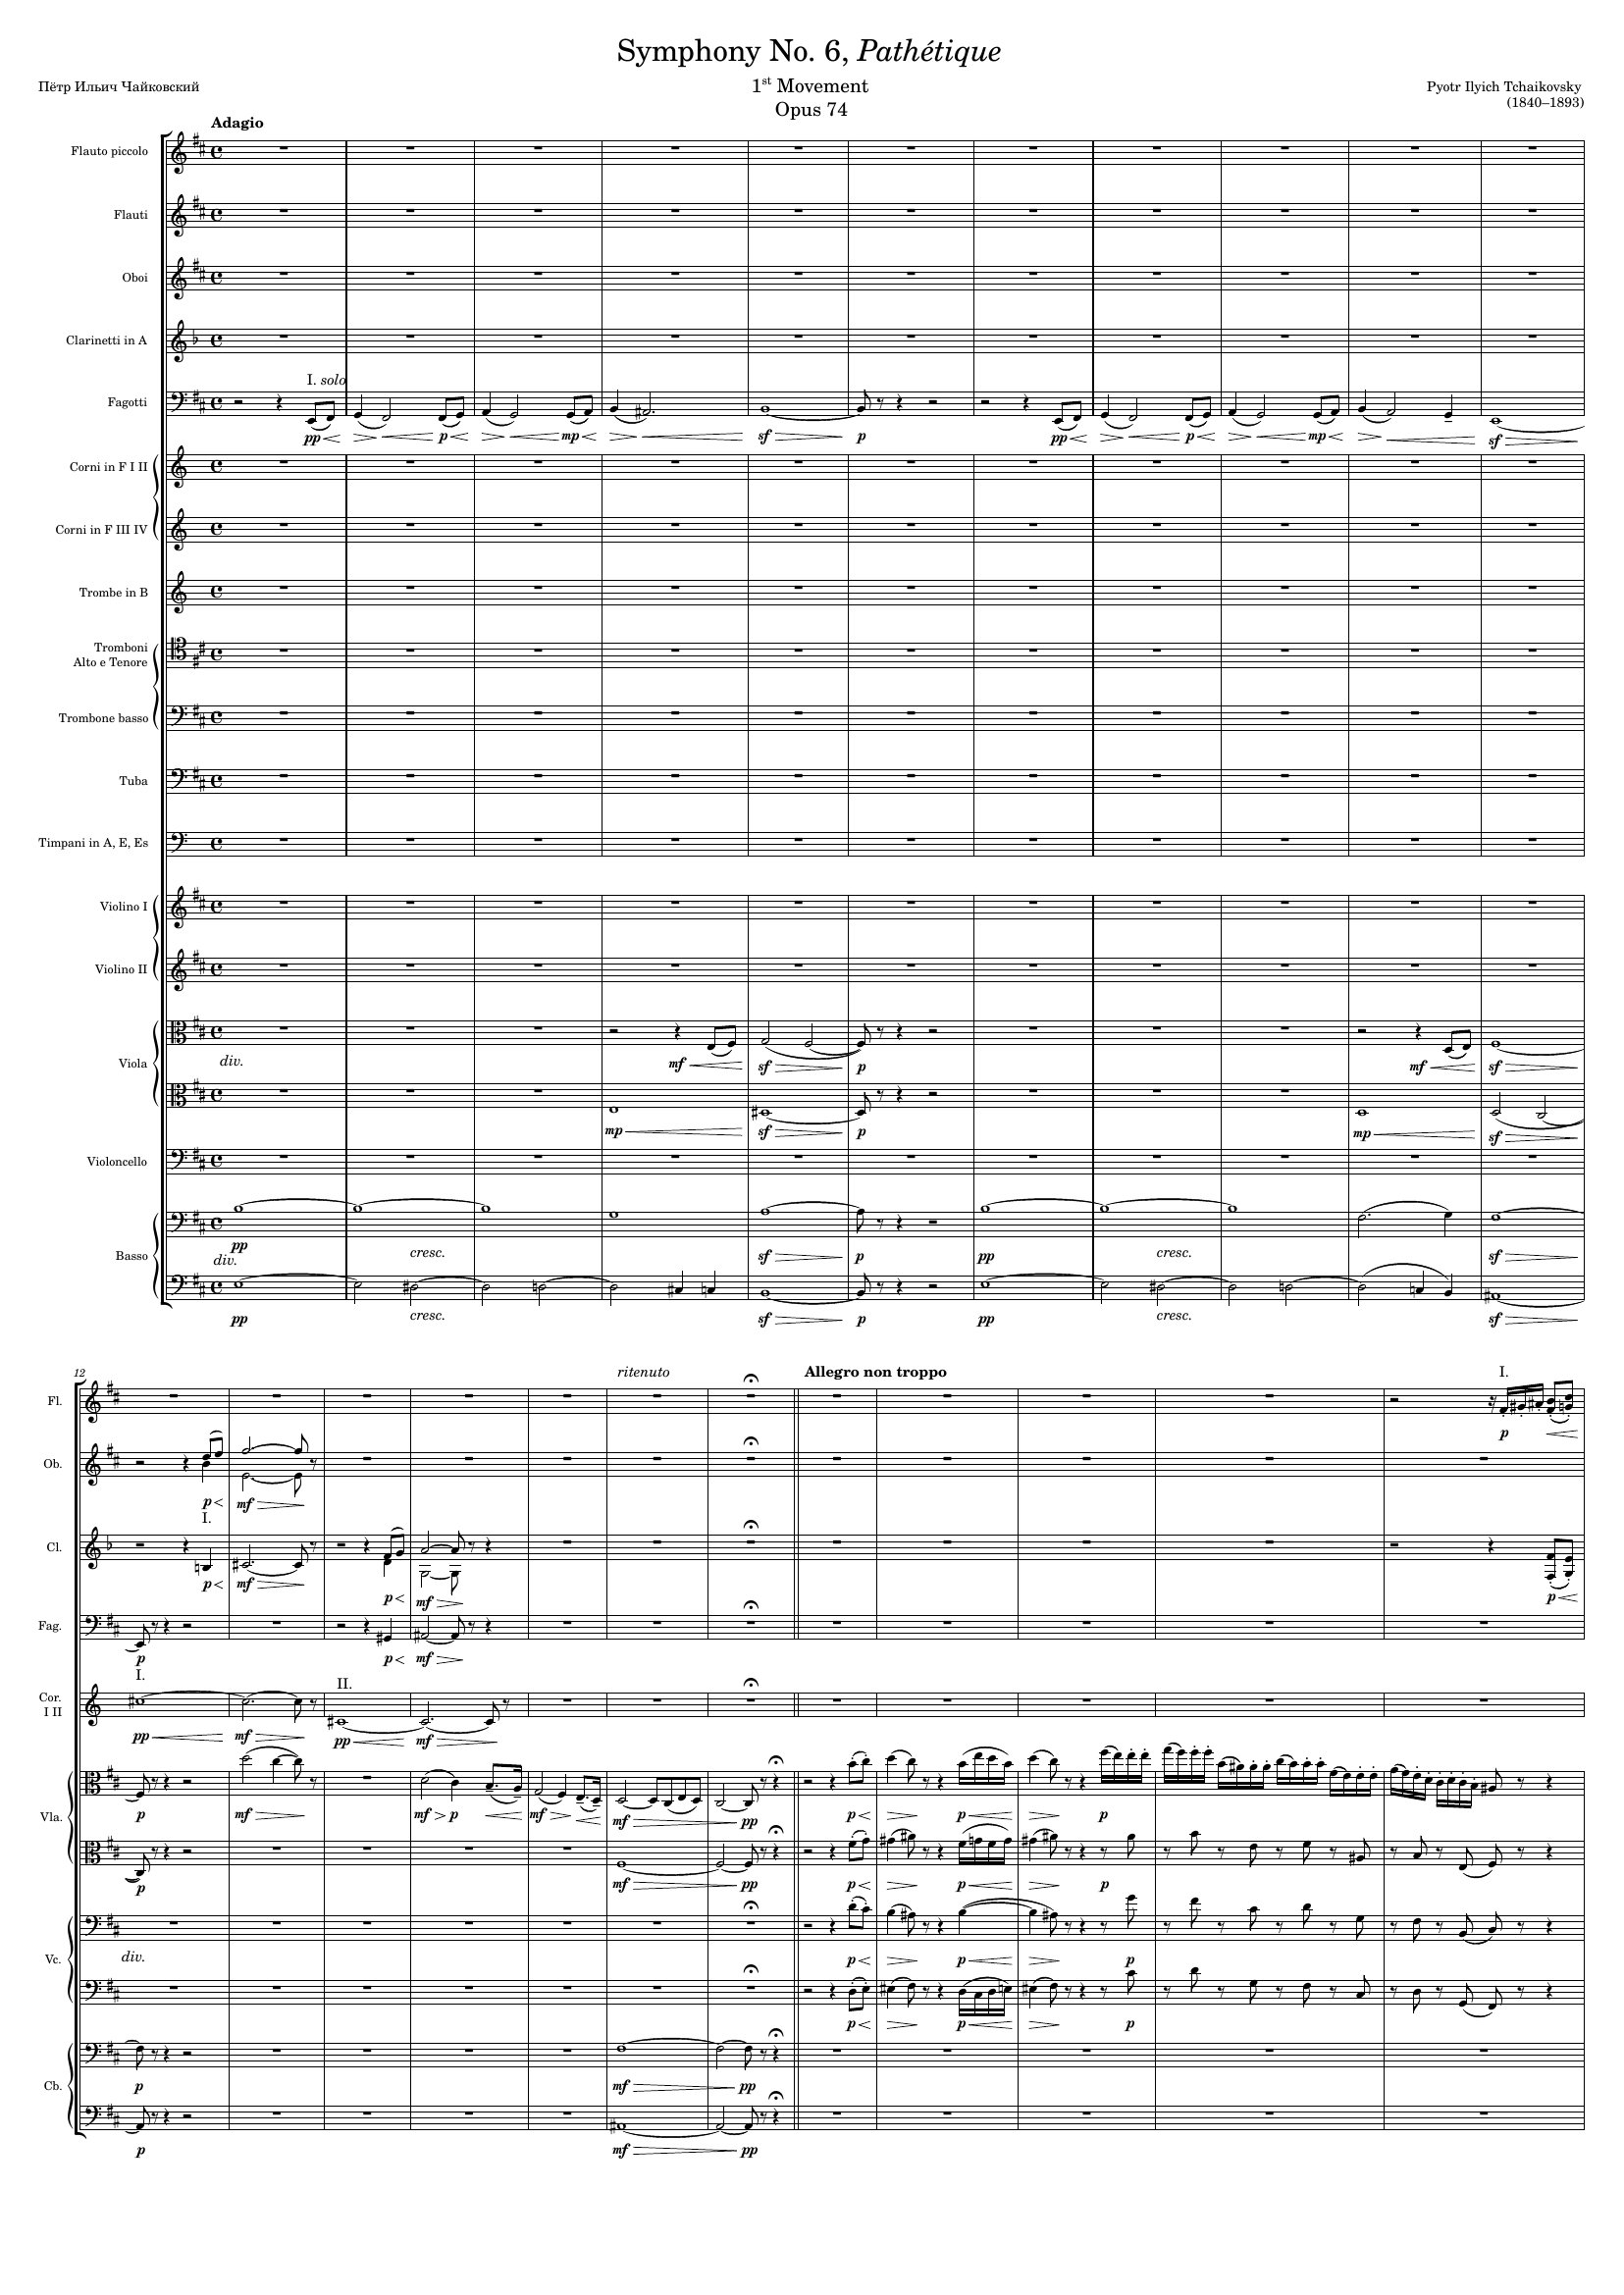 Symphony No. 6, Pathétique
Пётр Ильич Чайковский
1st Movement
Pyotr Ilyich Tchaikovsky
(1840–1893)
Opus 74
Adagio
Flauto piccolo
Flauti
Oboi
Clarinetti in A
I. solo
Fagotti
pp p mp sf p pp p mp sf
Corni in F I II
Corni in F III IV
Trombe in B
Tromboni
Alto e Tenore
Trombone basso
Tuba
Timpani in A, E, Es
Violino I
Violino II
div. mf sf p mf sf
Viola
mp sf p mp sf
Violoncello
pp cresc. sf p pp cresc. sf
div.
Basso
pp cresc. sf p pp cresc. sf
12
ritenuto
Allegro non troppo
I.
Fl.
p
Ob.
p mf
I.
Cl.
p mf p mf p
Fag.
p p mf
I.
II.
Cor.
I II
pp mf pp mf
p mf mf p mf mf pp p p p
Vla.
p mf pp p p p
div. p p p
Vc.
p p p
p mf pp
Cb.
p mf pp